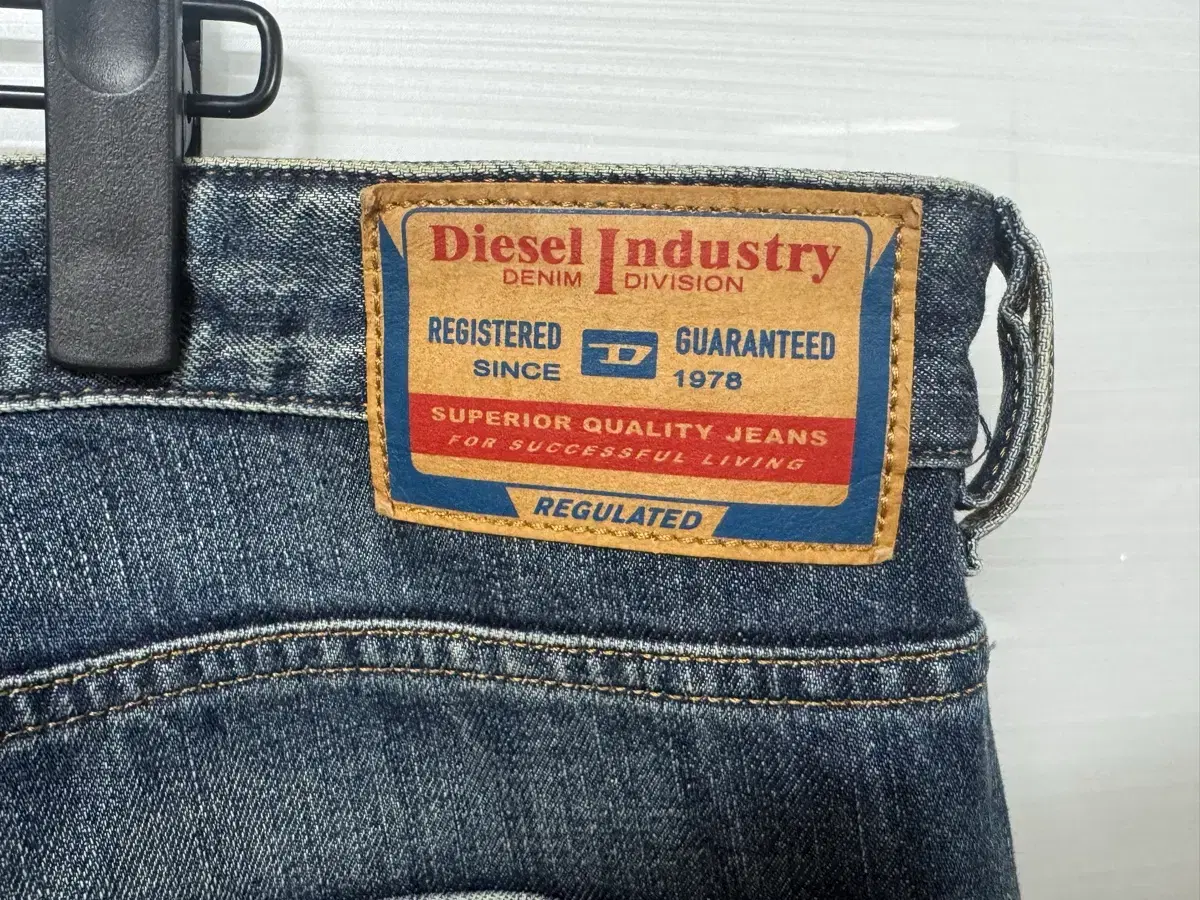 Diesel Industry
DENIM DIVISION
REGISTERED D GUARANTEED
SINCE 1978
SUPERIOR QUALITY JEANS
FOR SUCCESSFUL LIVING
REGULATED